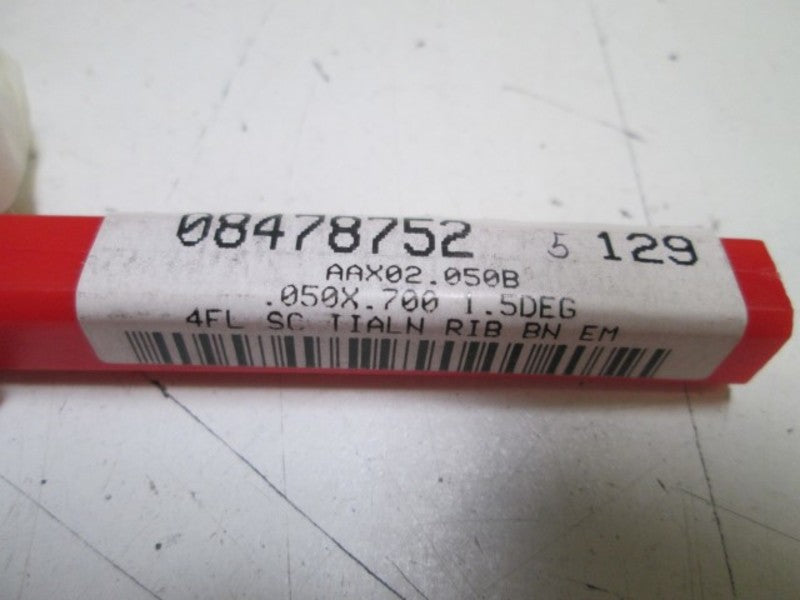 08478752 5 129
AAX02.050B
.050X.700 1.5DEG
4FL SC TIALN RIB BN EM